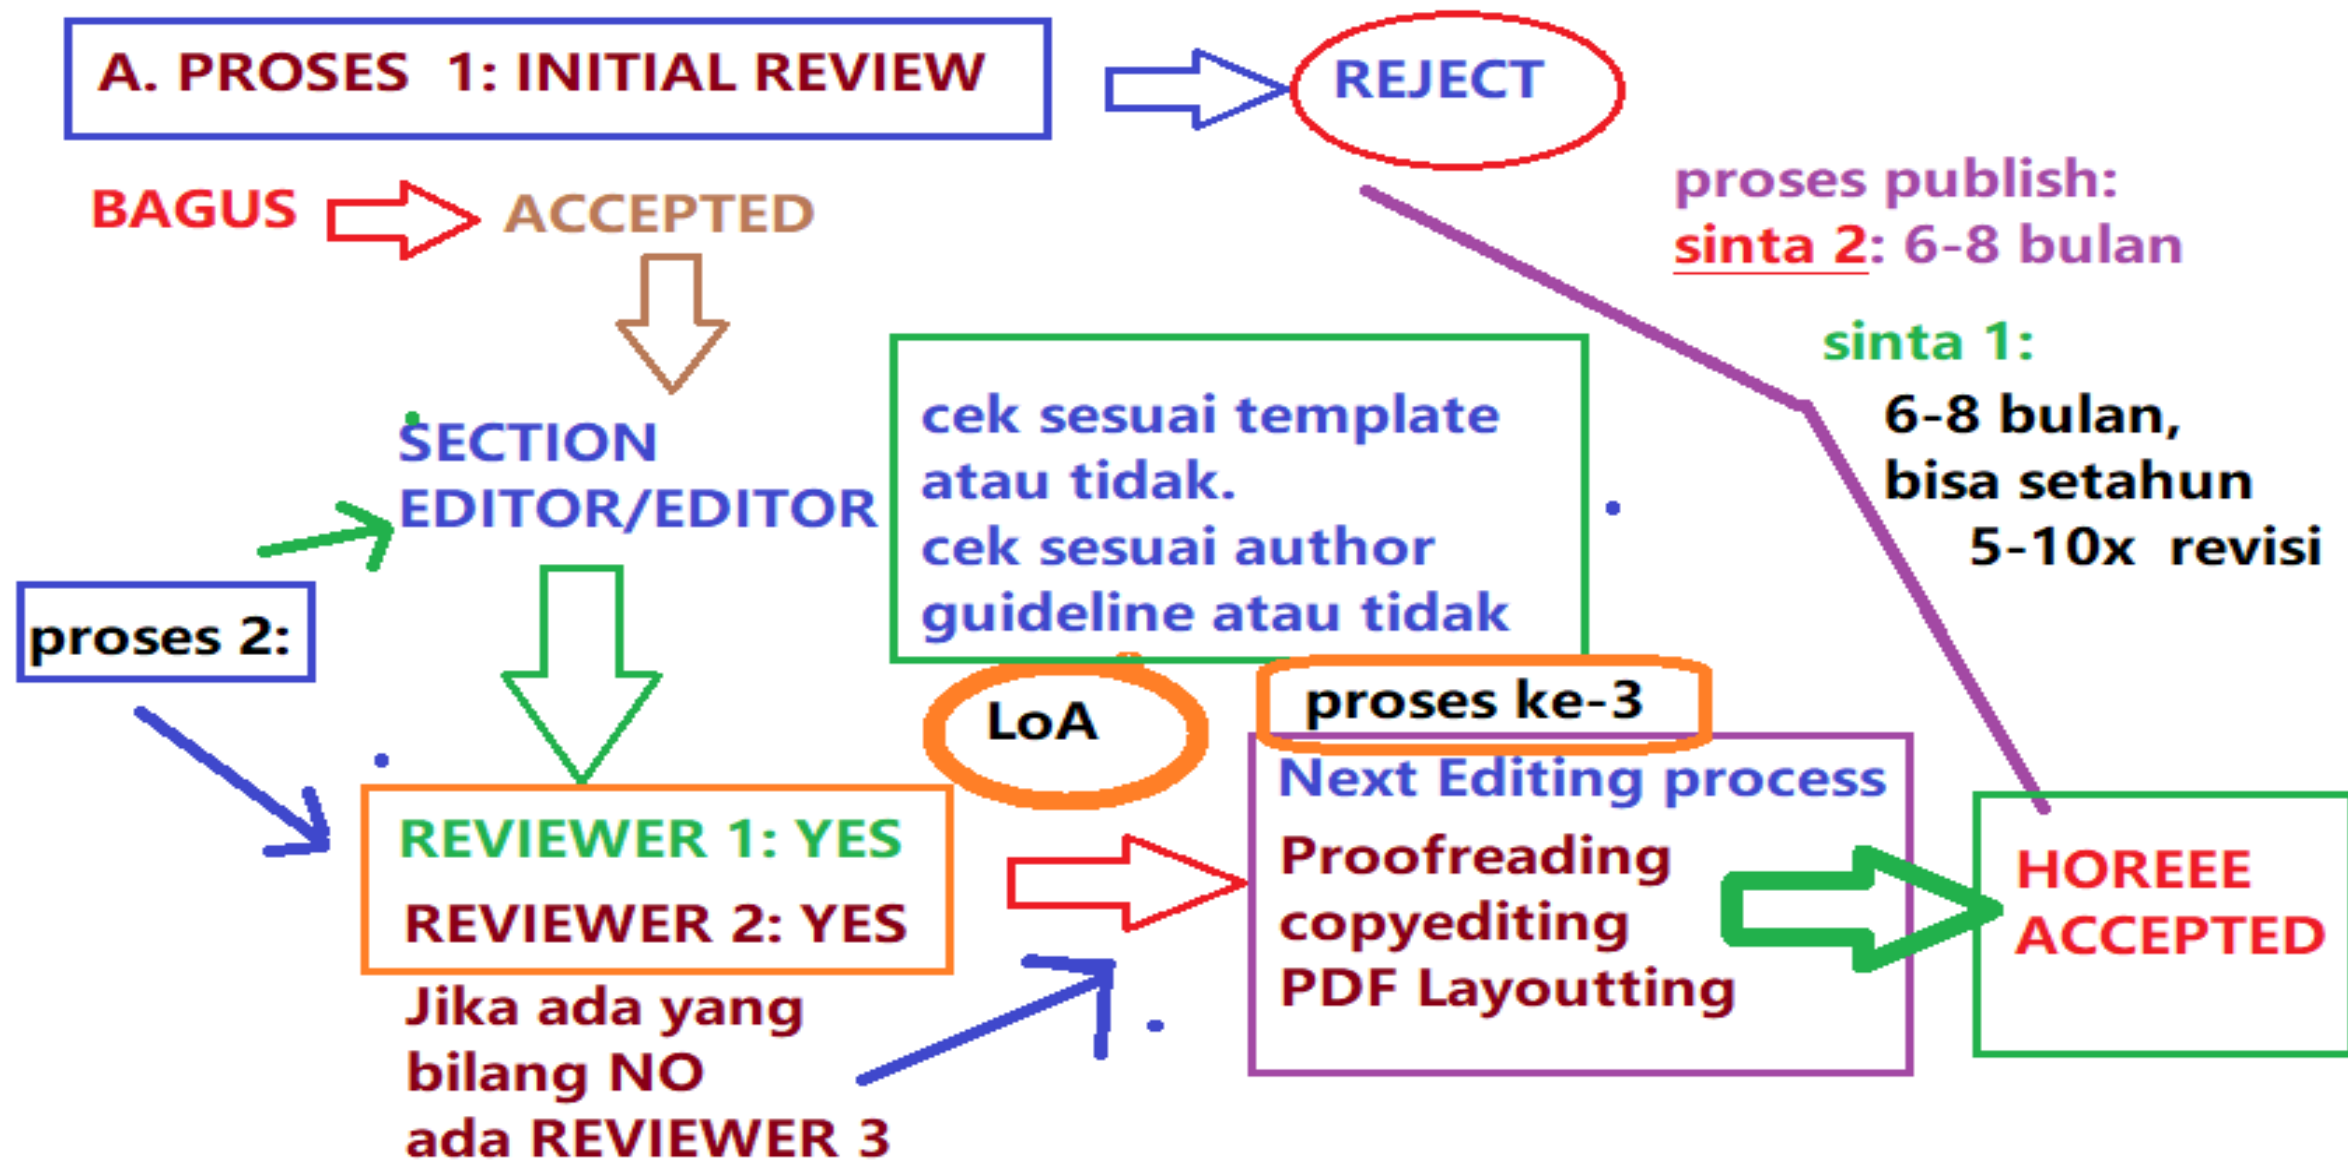 A. PROSES 1: INITIAL REVIEW
REJECT
BAGUS
ACCEPTED
proses publish:
sinta 2: 6-8 bulan
sinta 1:
6-8 bulan,
bisa setahun
5-10x revisi
SECTION
EDITOR/EDITOR
cek sesuai template
atau tidak.
cek sesuai author
guideline atau tidak
proses 2:
LoA
proses ke-3
REVIEWER 1: YES
REVIEWER 2: YES
Jika ada yang
bilang NO
ada REVIEWER 3
Next Editing process
Proofreading
copyediting
PDF Layoutting
HOREEE
ACCEPTED